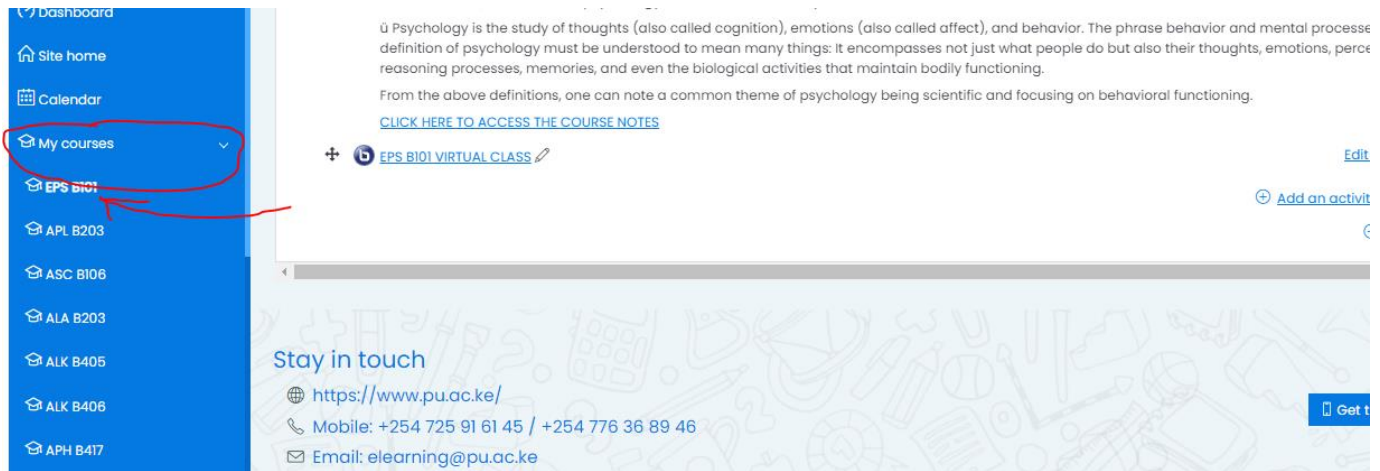 Dashboard
Site home
Calendar
My courses
EPS B101
APL B203
ASC B106
ALA B203
ALK B405
ALK B406
APH B417
ü Psychology is the study of thoughts (also called cognition), emotions (also called affect), and behavior. The phrase behavior and mental processe
definition of psychology must be understood to mean many things: It encompasses not just what people do but also their thoughts, emotions, perce
reasoning processes, memories, and even the biological activities that maintain bodily functioning.
From the above definitions, one can note a common theme of psychology being scientific and focusing on behavioral functioning.
CLICK HERE TO ACCESS THE COURSE NOTES
EPS B101 VIRTUAL CLASS
Edit
Add an activit
Stay in touch
https://www.pu.ac.ke/
Mobile: +254 725 91 61 45 / +254 776 36 89 46
Email: elearning@pu.ac.ke
Get t